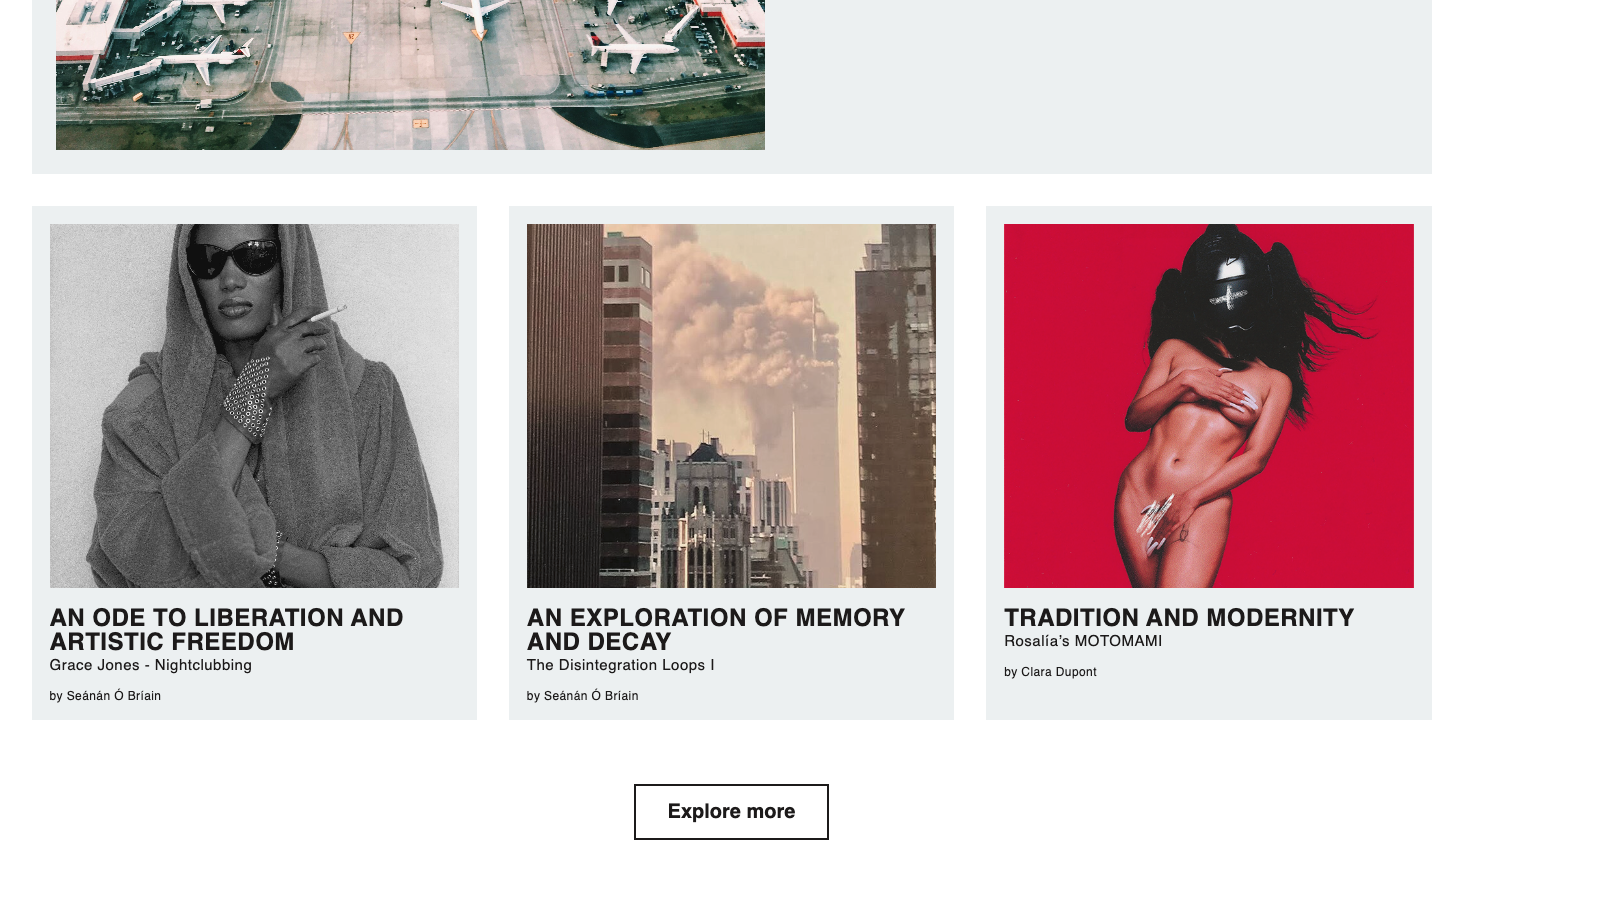 AN ODE TO LIBERATION AND
ARTISTIC FREEDOM
Grace Jones - Nightclubbing
by Seánán Ó Bríain
AN EXPLORATION OF MEMORY
AND DECAY
The Disintegration Loops I
by Seánán Ó Bríain
TRADITION AND MODERNITY
Rosalía’s MOTOMAMI
by Clara Dupont
Explore more